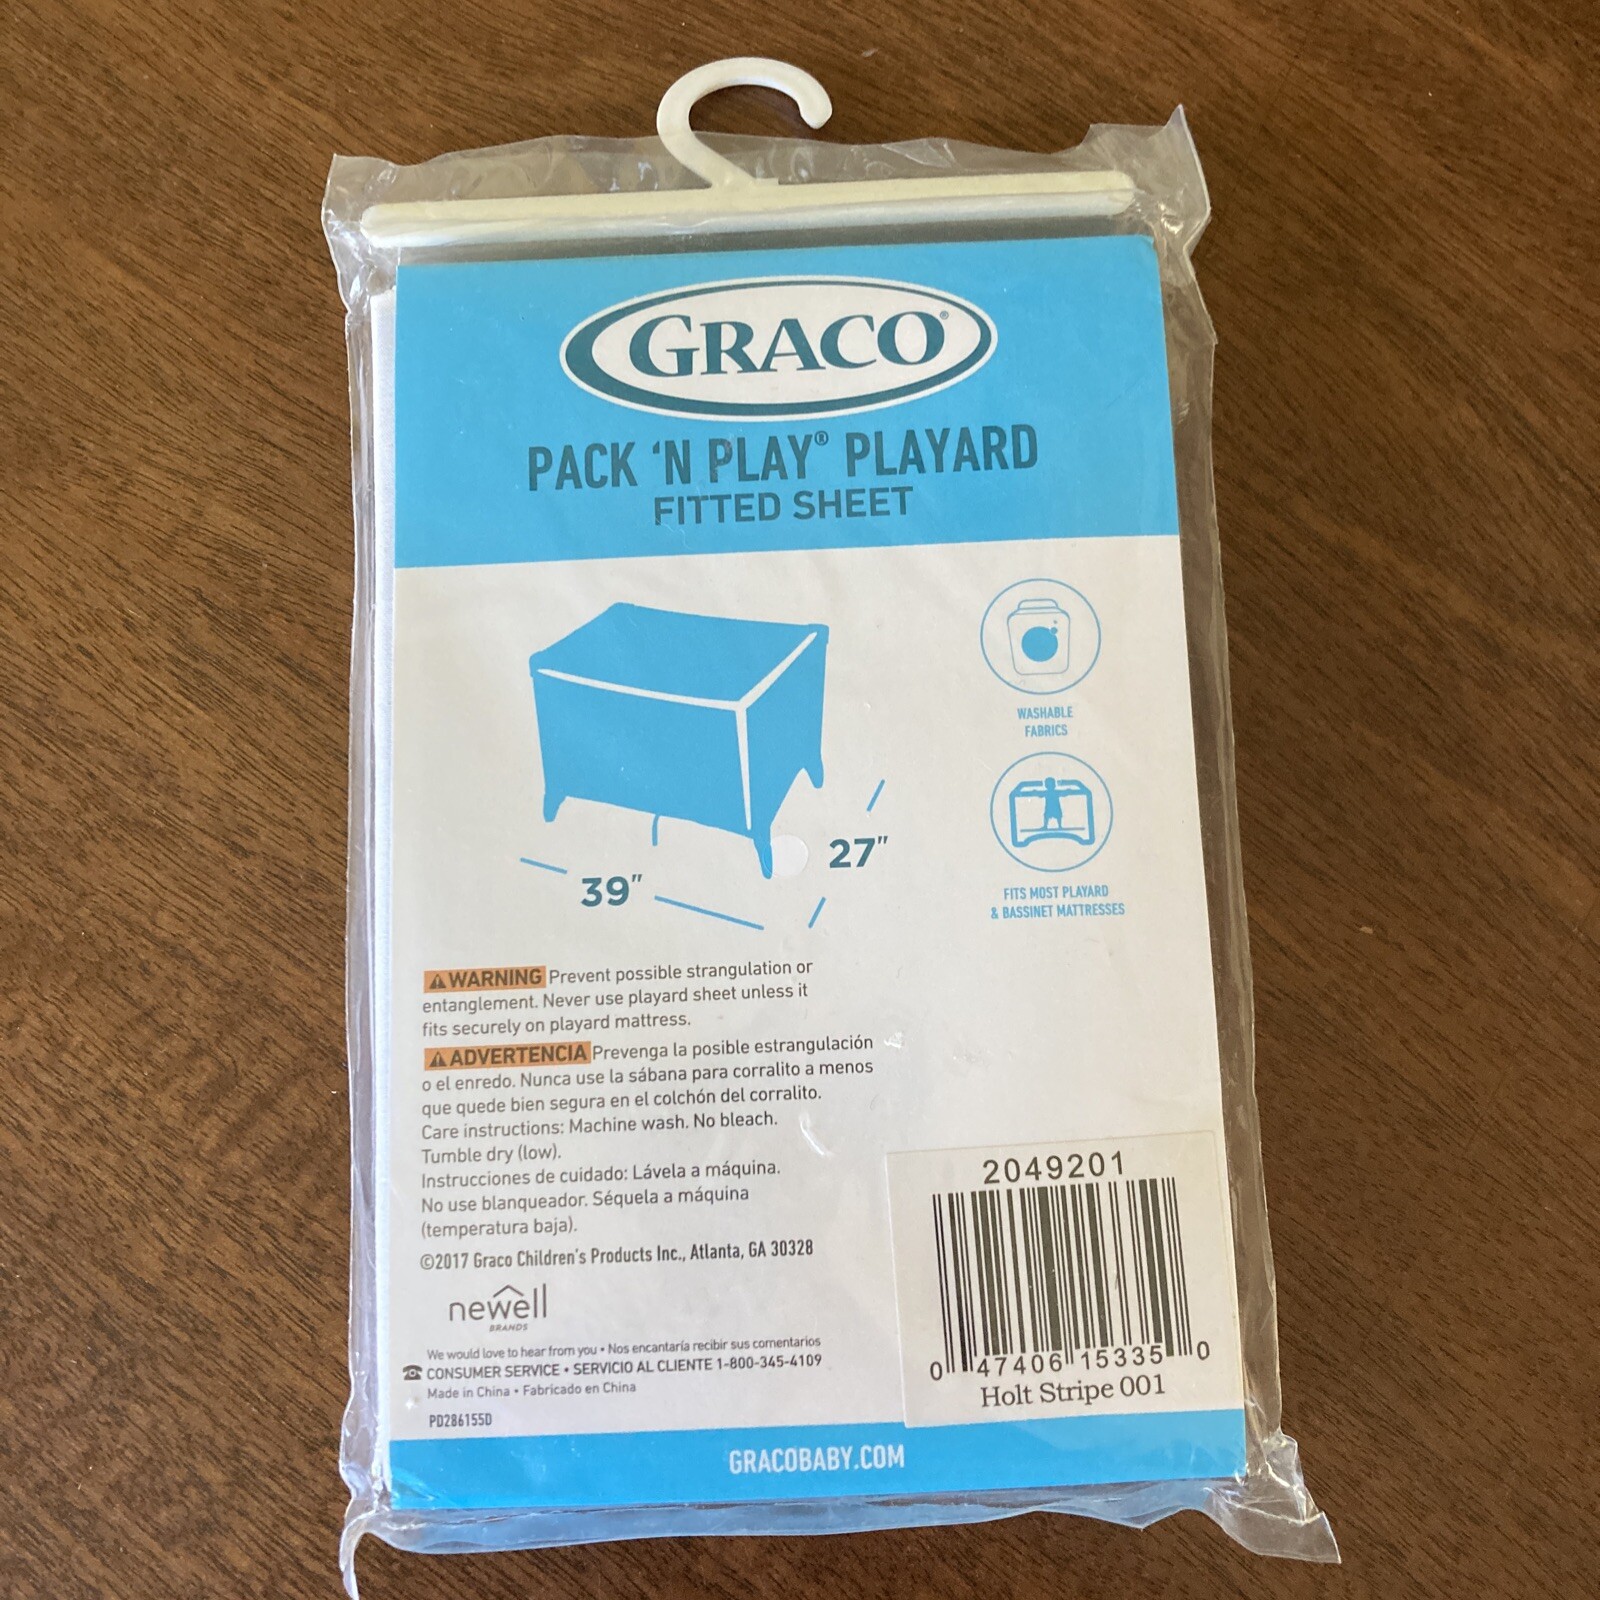 GRACO®
PACK ‘N PLAY® PLAYARD
FITTED SHEET
WASHABLE
FABRICS
39"
27"
FITS MOST PLAYARD
& BASSINET MATTRESSES
WARNING Prevent possible strangulation or
entanglement. Never use playard sheet unless it
fits securely on playard mattress.
ADVERTENCIA Prevenga la posible estrangulación
o el enredo. Nunca use la sábana para corralito a menos
que quede bien segura en el colchón del corralito.
Care instructions: Machine wash. No bleach.
Tumble dry (low).
Instrucciones de cuidado: Lávela a máquina.
No use blanqueador. Séquela a máquina
(temperatura baja).
©2017 Graco Children's Products Inc., Atlanta, GA 30328
newell
BRANDS
We would love to hear from you • Nos encantaría recibir sus comentarios
CONSUMER SERVICE • SERVICIO AL CLIENTE 1-800-345-4109
Made in China • Fabricado en China
PD286155D
2049201
0 47406 15335 0
Holt Stripe 001
GRACOBABY.COM